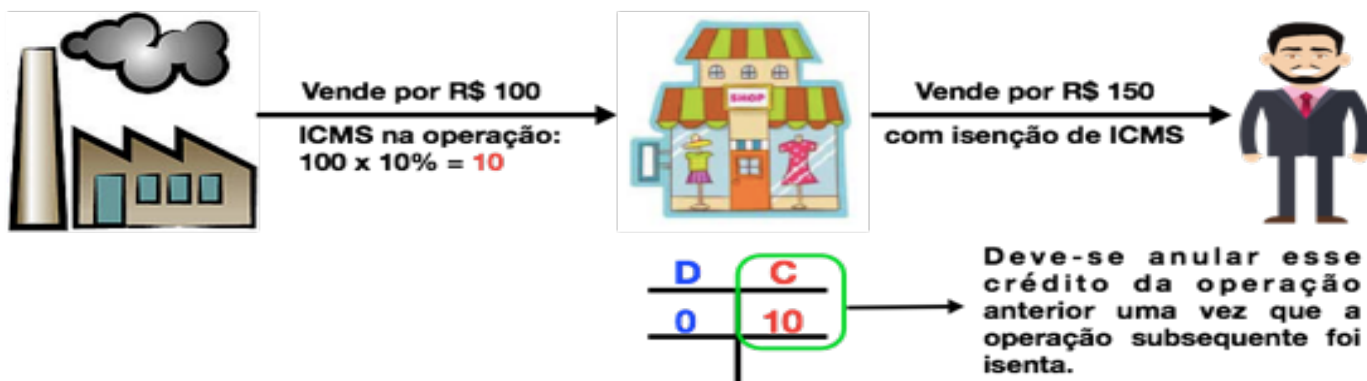 Vende por R$ 100
ICMS na operação:
100 x 10% = 10
SHOP
Vende por R$ 150
com isenção de ICMS
D C
0 10
Deve-se anular esse
crédito da operação
anterior uma vez que a
operação subsequente foi
isenta.